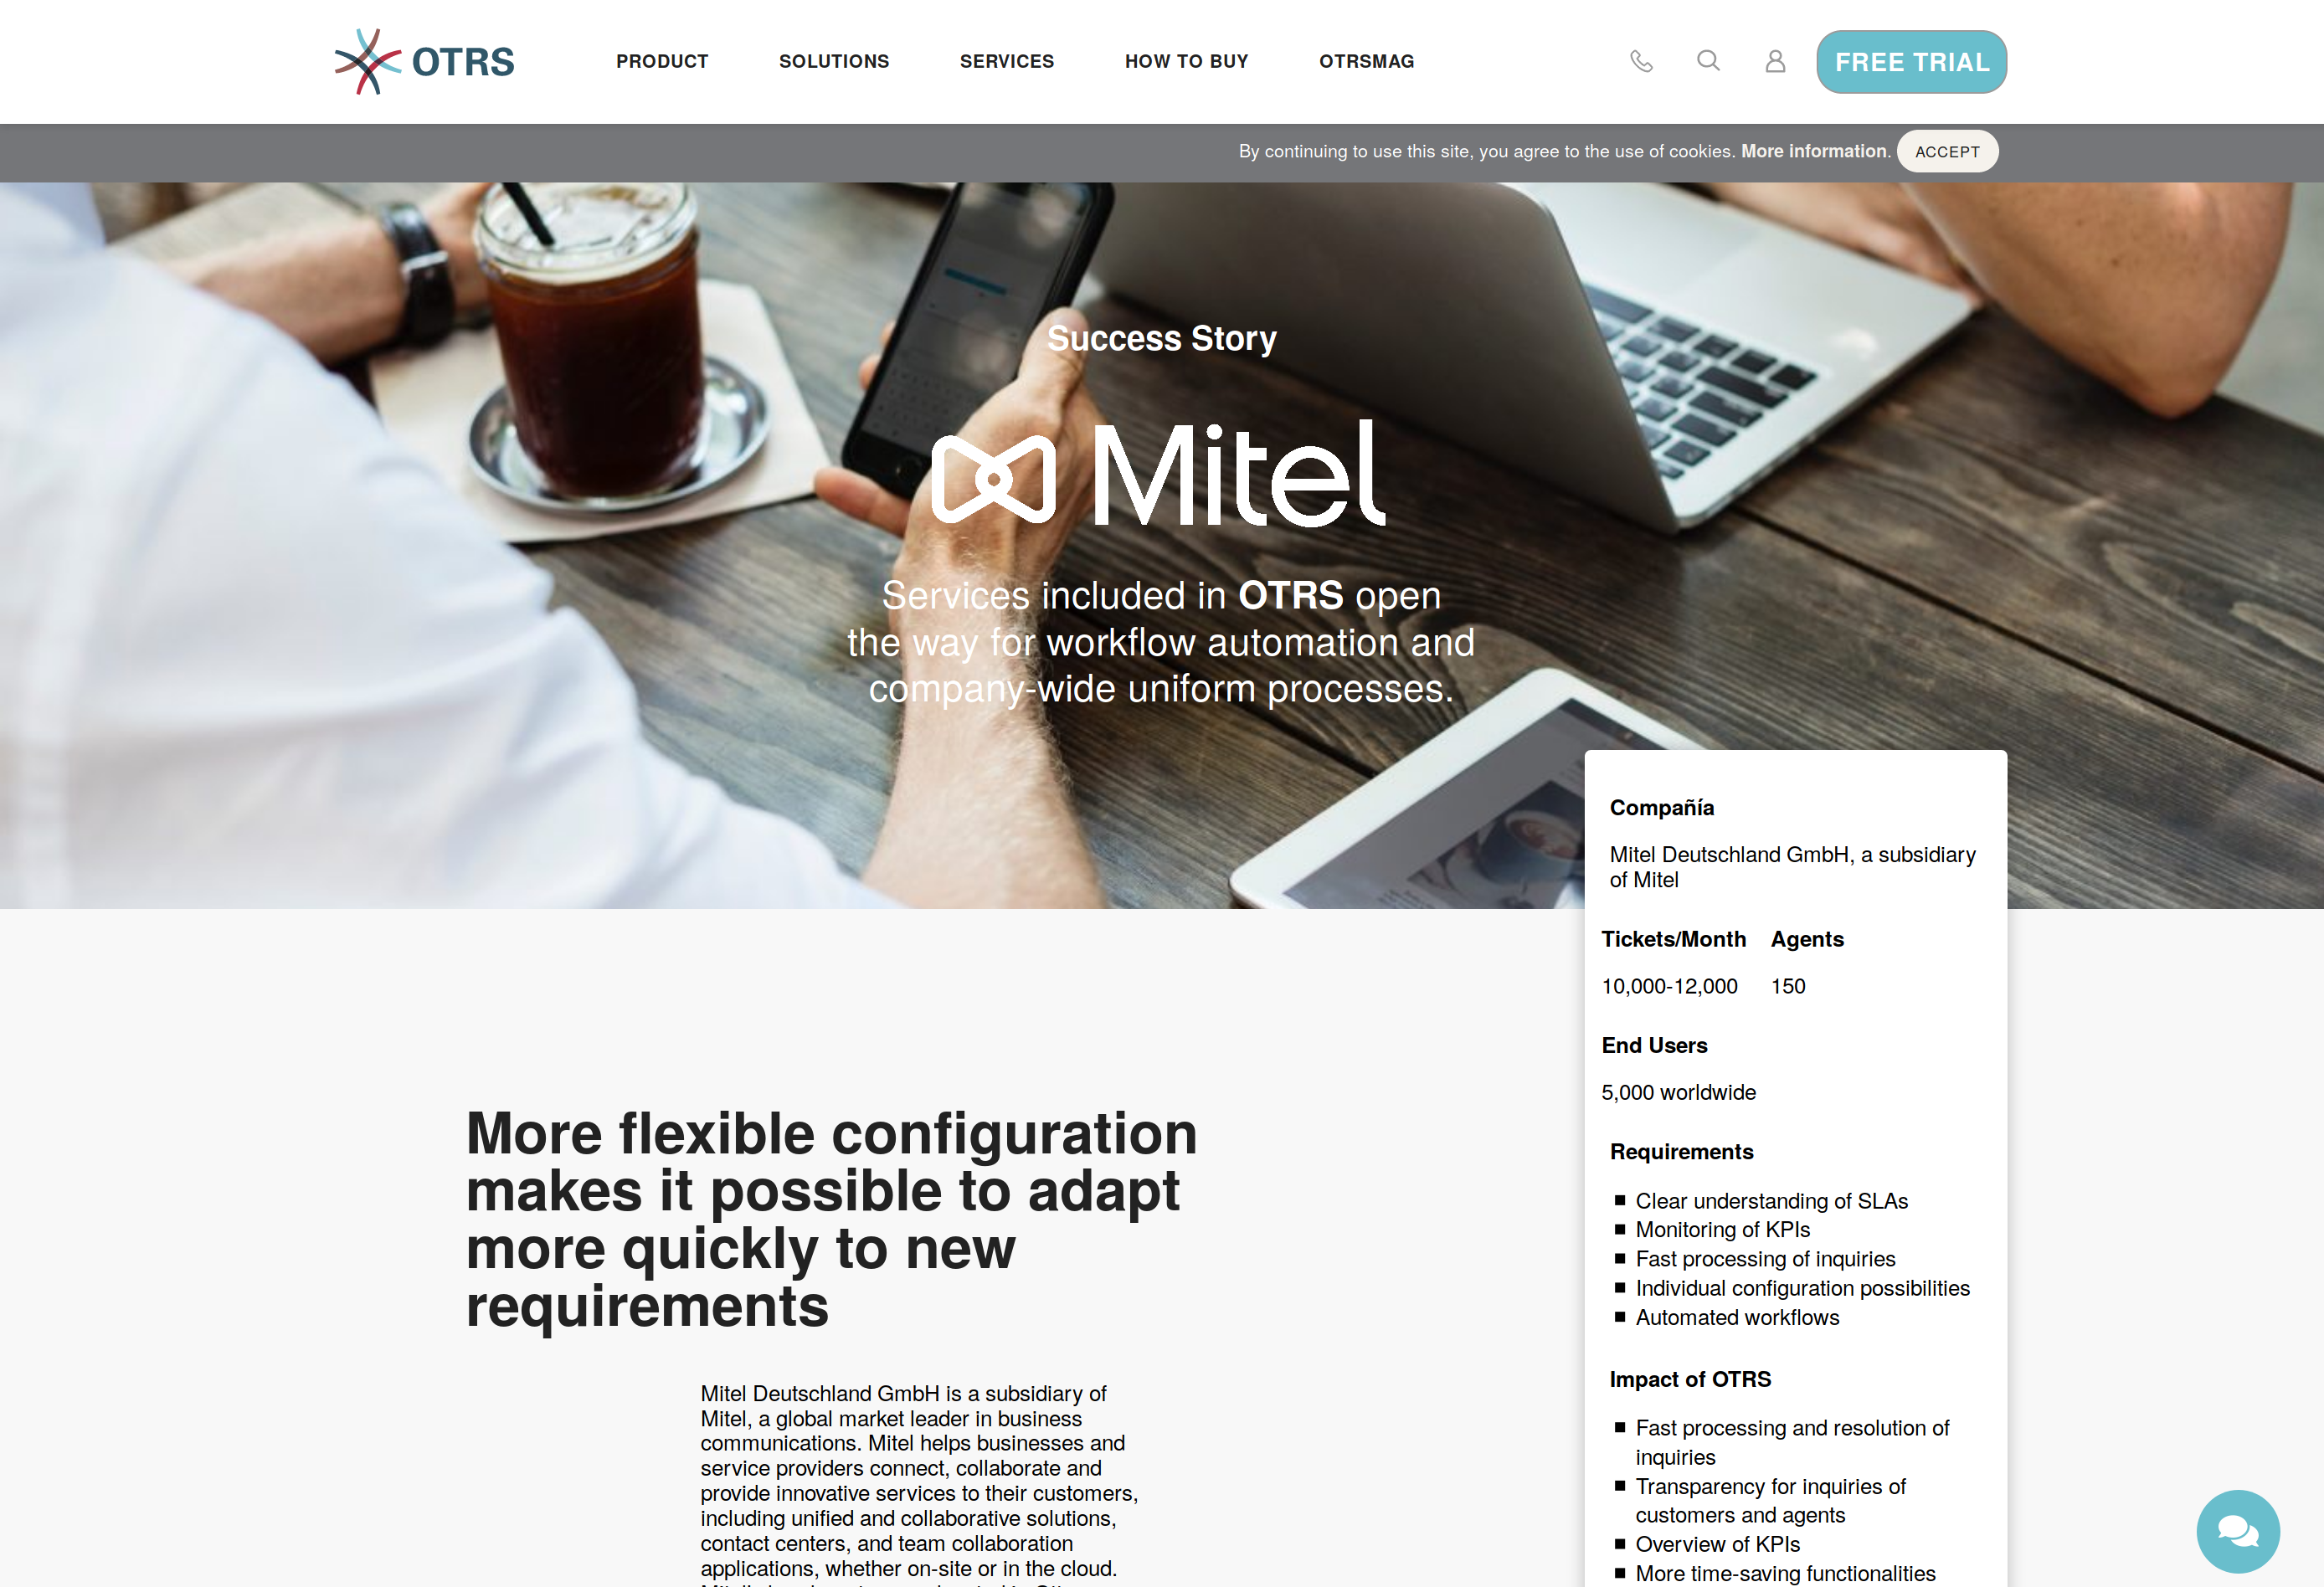 OTRS
PRODUCT
SOLUTIONS
SERVICES
HOW TO BUY
OTRSMAG
FREE TRIAL
By continuing to use this site, you agree to the use of cookies. More information.
ACCEPT
Success Story
Mitel
Services included in OTRS open
the way for workflow automation and
company-wide uniform processes.
Compañía
Mitel Deutschland GmbH, a subsidiary
of Mitel
Tickets/Month Agents
10,000-12,000 150
End Users
5,000 worldwide
Requirements
Clear understanding of SLAs
Monitoring of KPIs
Fast processing of inquiries
Individual configuration possibilities
Automated workflows
Impact of OTRS
Fast processing and resolution of
inquiries
Transparency for inquiries of
customers and agents
Overview of KPIs
More time-saving functionalities
More flexible configuration
makes it possible to adapt
more quickly to new
requirements
Mitel Deutschland GmbH is a subsidiary of
Mitel, a global market leader in business
communications. Mitel helps businesses and
service providers connect, collaborate and
provide innovative services to their customers,
including unified and collaborative solutions,
contact centers, and team collaboration
applications, whether on-site or in the cloud.